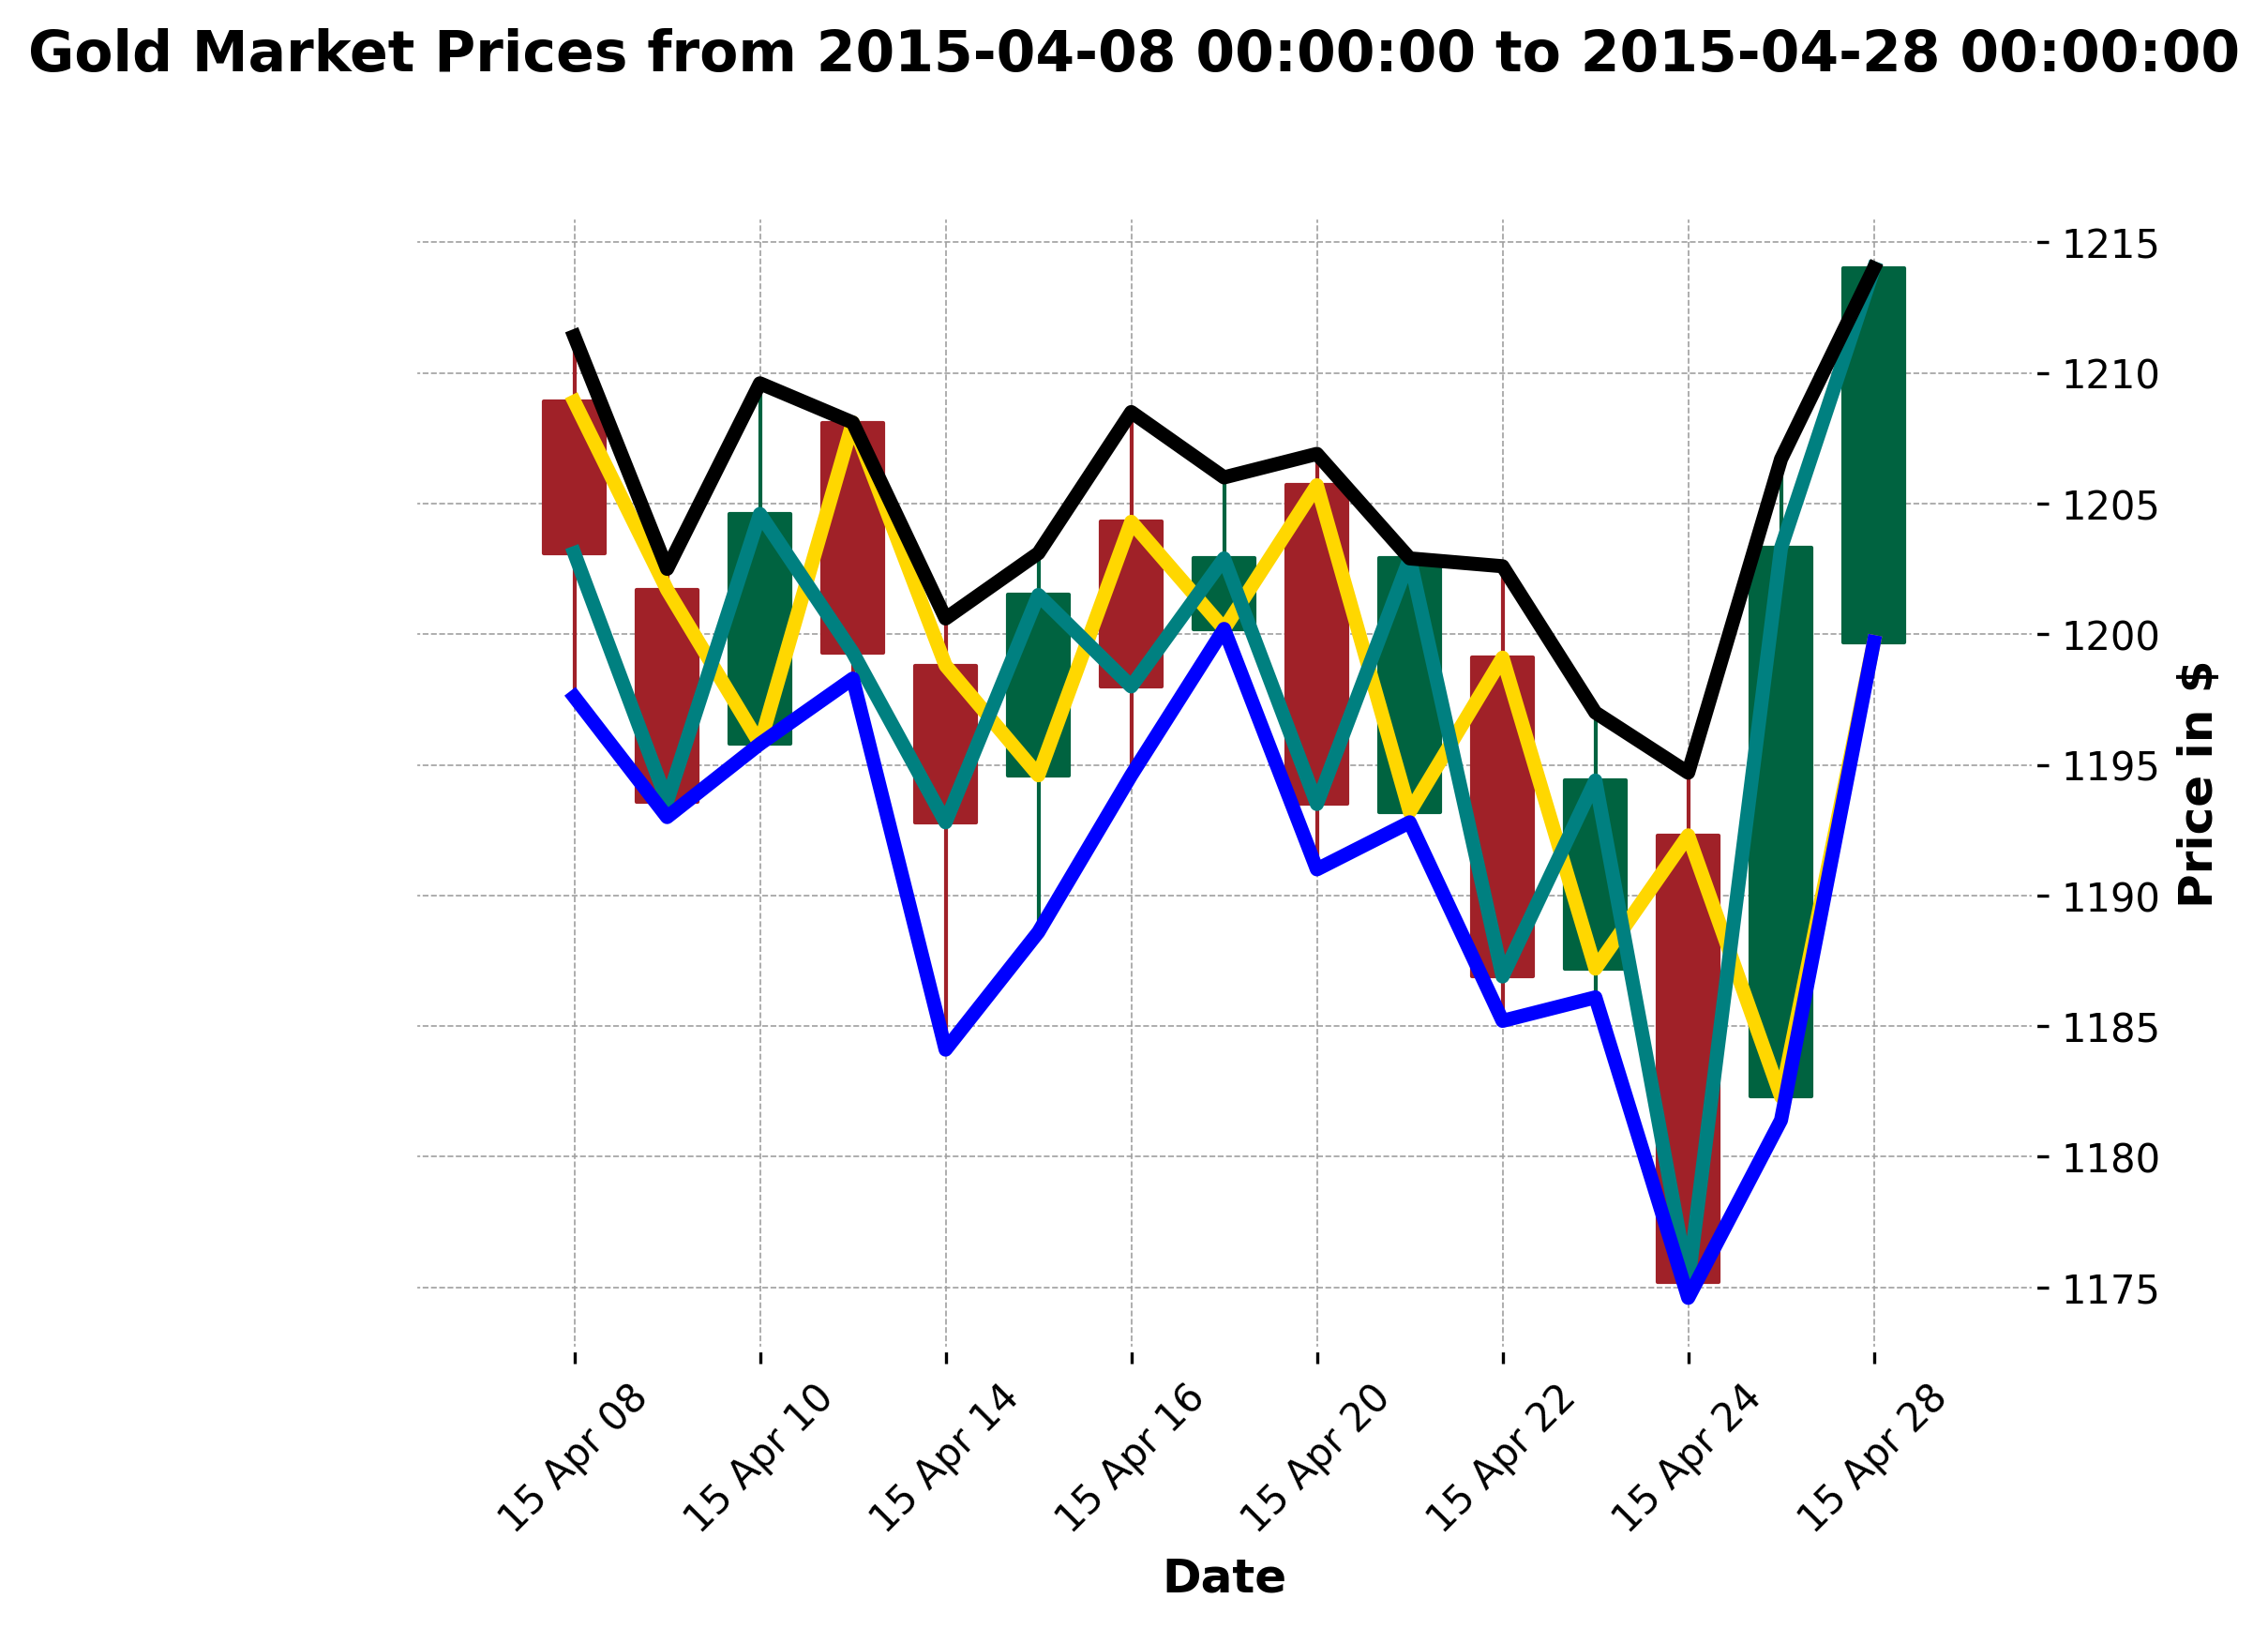 Gold Market Prices from 2015-04-08 00:00:00 to 2015-04-28 00:00:00
1215
1210
1205
1200
1195
1190
1185
1180
1175
Price in $
15 Apr 08
15 Apr 10
15 Apr 14
15 Apr 16
15 Apr 20
15 Apr 22
15 Apr 24
15 Apr 28
Date